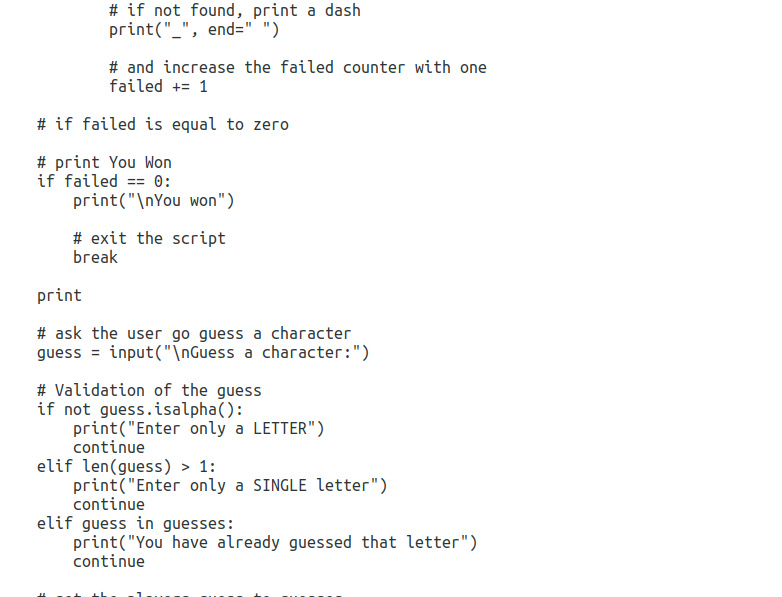 # if not found, print a dash
print("_", end=" ")
# and increase the failed counter with one
failed += 1
# if failed is equal to zero
# print You Won
if failed == 0:
print("\nYou won")
# exit the script
break
print
# ask the user go guess a character
guess = input("\nGuess a character:")
# Validation of the guess
if not guess.isalpha():
print("Enter only a LETTER")
continue
elif len(guess) > 1:
print("Enter only a SINGLE letter")
continue
elif guess in guesses:
print("You have already guessed that letter")
continue